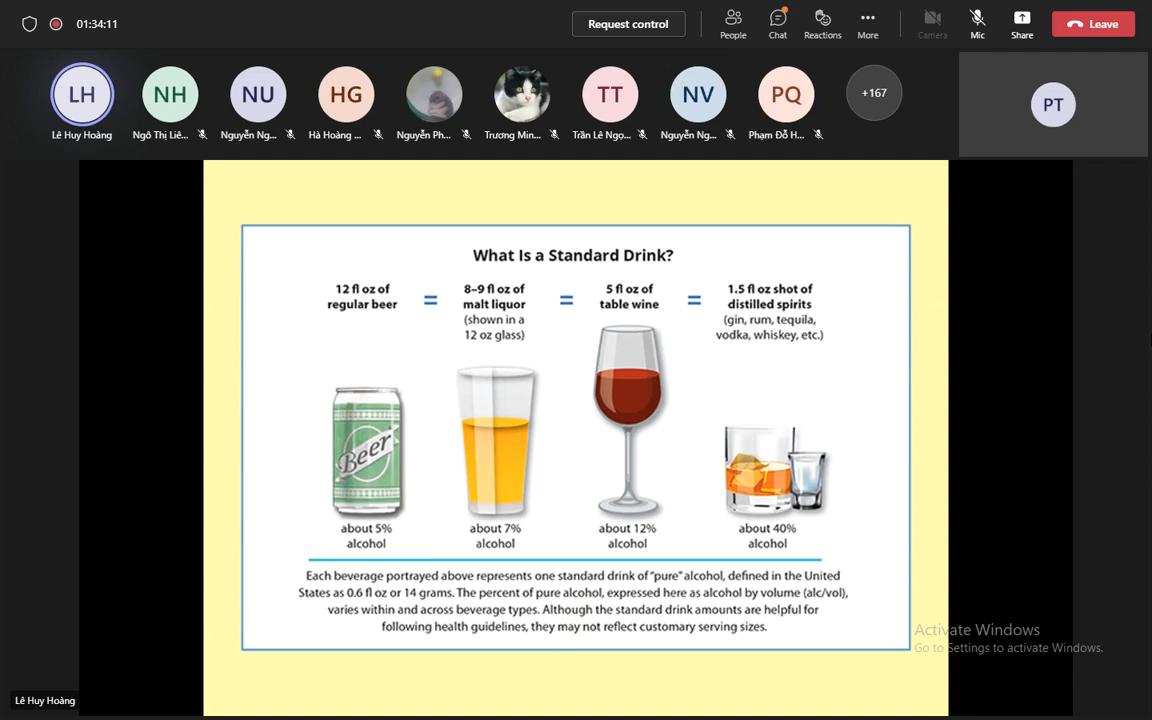 01:34:11
Request control
People
Chat
Reactions
More
Camera
Mic
Share
Leave
LH
NH
NU
HG
TT
NV
PQ
+167
PT
Lê Huy Hoàng
Ngô Thị Liê...
Nguyễn Ng...
Hà Hoàng ...
Nguyễn Ph...
Trương Min...
Trần Lê Ngọ...
Nguyễn Ng...
Phạm Đỗ H...
What Is a Standard Drink?
12 fl oz of
regular beer
=
8–9 fl oz of
malt liquor
(shown in a
12 oz glass)
=
5 fl oz of
table wine
=
1.5 fl oz shot of
distilled spirits
(gin, rum, tequila,
vodka, whiskey, etc.)
Beer
about 5%
alcohol
about 7%
alcohol
about 12%
alcohol
about 40%
alcohol
Each beverage portrayed above represents one standard drink of "pure" alcohol, defined in the United
States as 0.6 fl oz or 14 grams. The percent of pure alcohol, expressed here as alcohol by volume (alc/vol),
varies within and across beverage types. Although the standard drink amounts are helpful for
following health guidelines, they may not reflect customary serving sizes.
Activate Windows
Go to Settings to activate Windows.
Lê Huy Hoàng